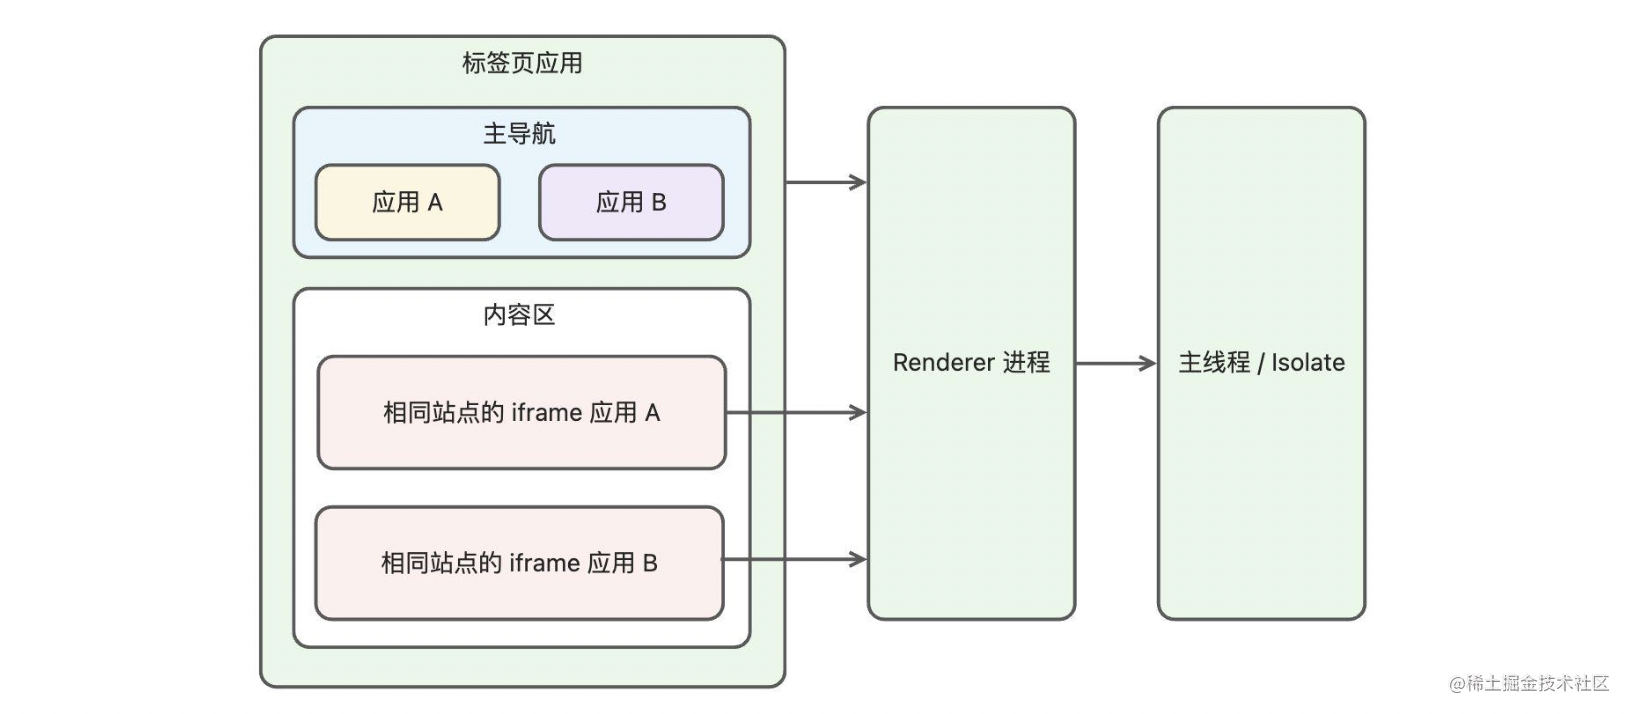 标签页应用
主导航
应用 A
应用 B
内容区
相同站点的 iframe 应用 A
相同站点的 iframe 应用 B
Renderer 进程
主线程 / Isolate
@稀土掘金技术社区